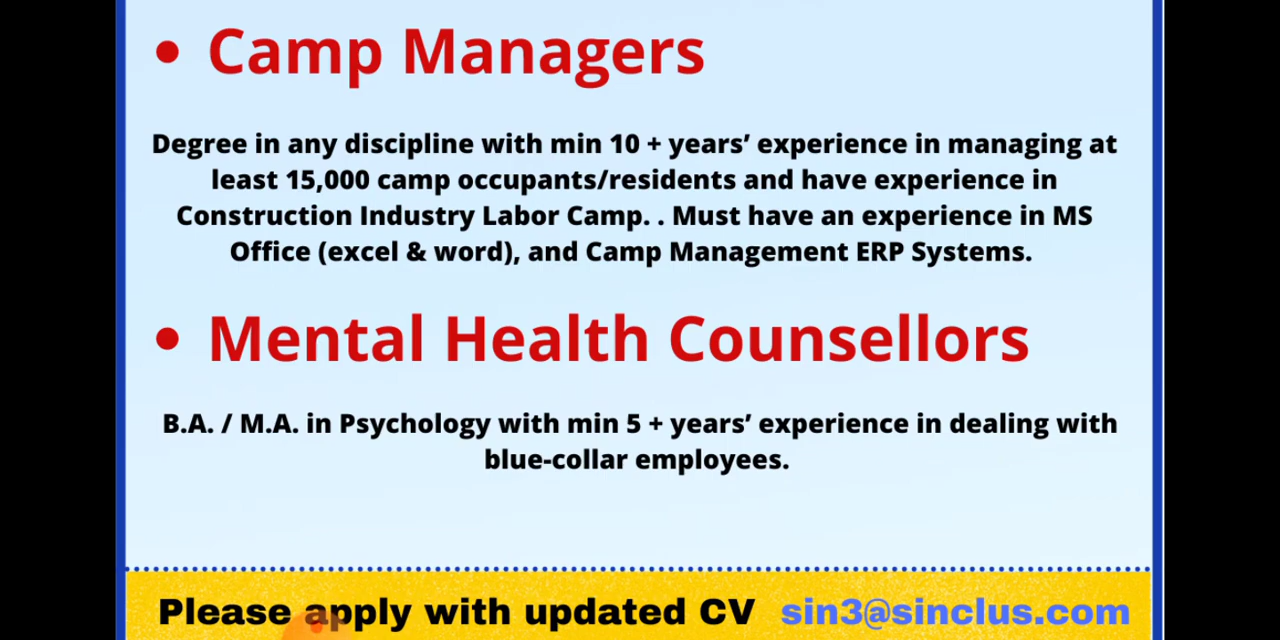 • Camp Managers
Degree in any discipline with min 10 + years’ experience in managing at
least 15,000 camp occupants/residents and have experience in
Construction Industry Labor Camp. . Must have an experience in MS
Office (excel & word), and Camp Management ERP Systems.
• Mental Health Counsellors
B.A. / M.A. in Psychology with min 5 + years’ experience in dealing with
blue-collar employees.
Please apply with updated CV sin3@sinclus.com